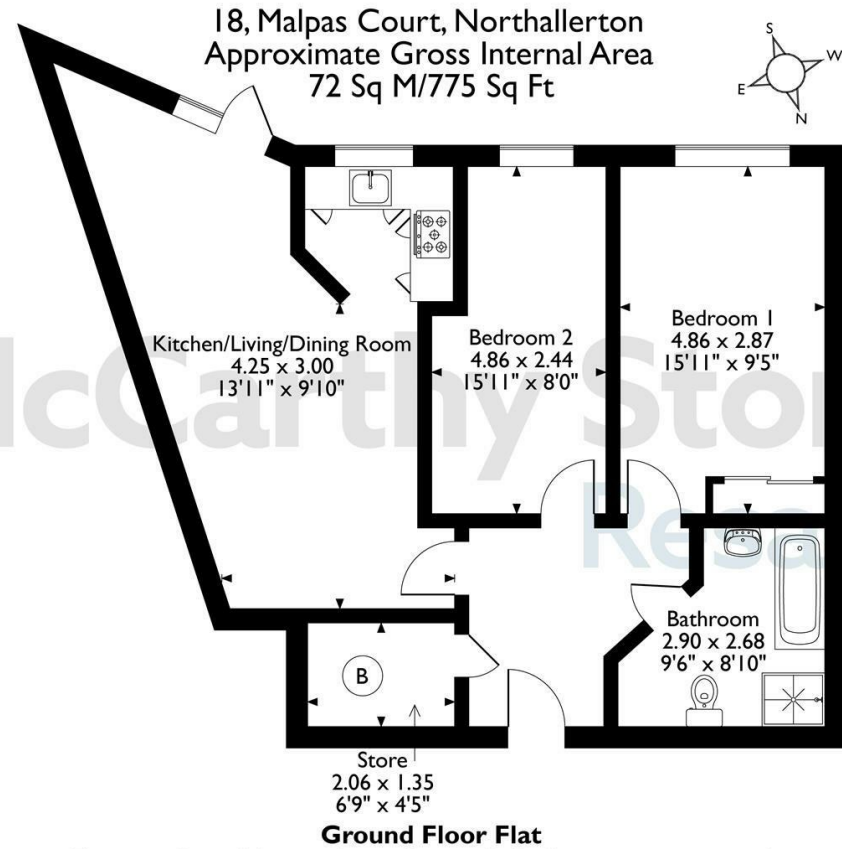 18, Malpas Court, Northallerton
Approximate Gross Internal Area
72 Sq M/775 Sq Ft
S
W
E
N
Kitchen/Living/Dining Room
4.25 x 3.00
13'11" x 9'10"
Bedroom 2
4.86 x 2.44
15'11" x 8'0"
Bedroom 1
4.86 x 2.87
15'11" x 9'5"
cCarthy Sto
Resa
Bathroom
2.90 x 2.68
9'6" x 8'10"
B
Store
2.06 x 1.35
6'9" x 4'5"
Ground Floor Flat